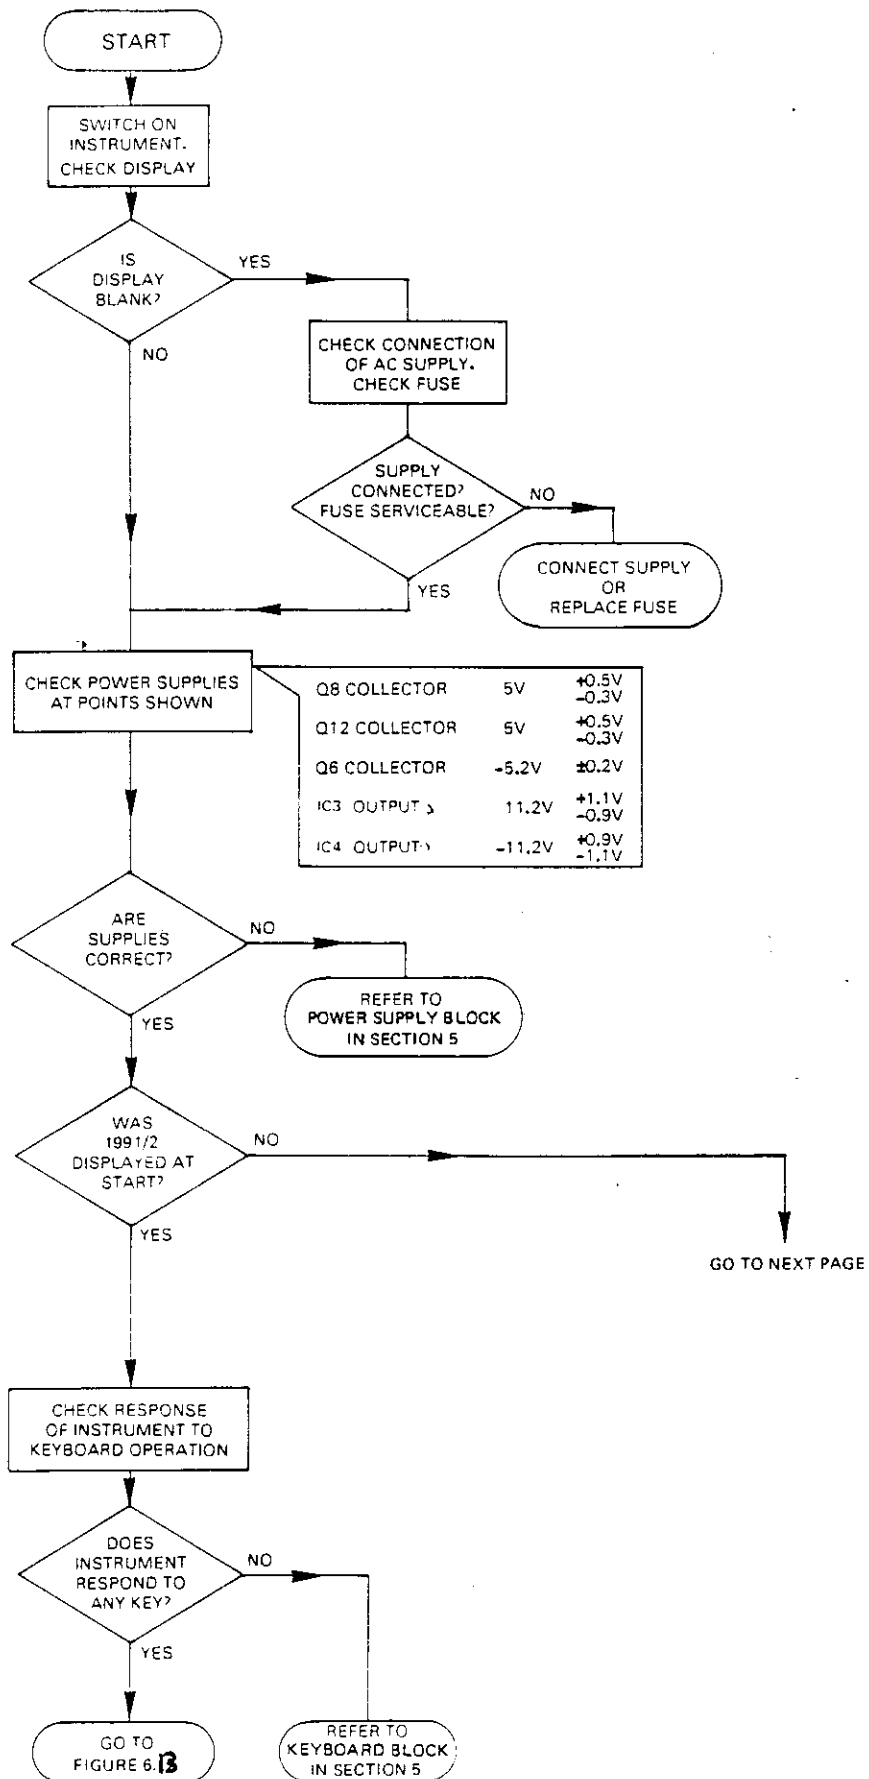 START
SWITCH ON
INSTRUMENT.
CHECK DISPLAY
IS
DISPLAY
BLANK?
YES
NO
CHECK CONNECTION
OF AC SUPPLY.
CHECK FUSE
SUPPLY
CONNECTED?
FUSE SERVICEABLE?
NO
YES
CONNECT SUPPLY
OR
REPLACE FUSE
CHECK POWER SUPPLIES
AT POINTS SHOWN
Q8 COLLECTOR 5V +0.5V
-0.3V
Q12 COLLECTOR 5V +0.5V
-0.3V
Q6 COLLECTOR -5.2V ±0.2V
IC3 OUTPUT 11.2V +1.1V
-0.9V
IC4 OUTPUT -11.2V +0.9V
-1.1V
ARE
SUPPLIES
CORRECT?
NO
YES
REFER TO
POWER SUPPLY BLOCK
IN SECTION 5
WAS
1991/2
DISPLAYED AT
START?
NO
YES
GO TO NEXT PAGE
CHECK RESPONSE
OF INSTRUMENT TO
KEYBOARD OPERATION
DOES
INSTRUMENT
RESPOND TO
ANY KEY?
NO
YES
GO TO
FIGURE 6.13
REFER TO
KEYBOARD BLOCK
IN SECTION 5